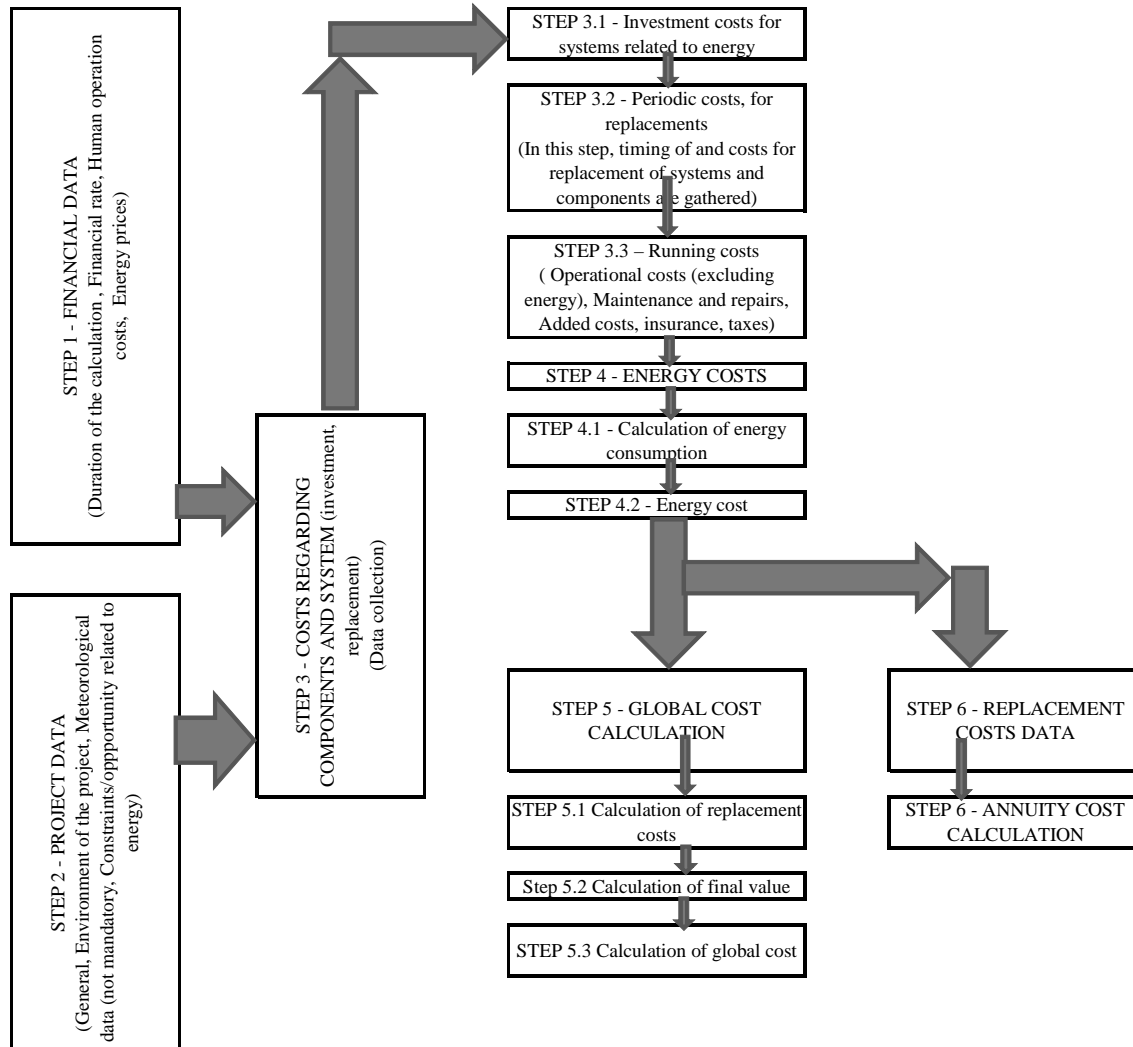 STEP 1 - FINANCIAL DATA
(Duration of the calculation , Financial rate, Human operation
costs,  Energy prices)
STEP 2 - PROJECT DATA
(General, Environment of the project, Meteorological
data (not mandatory, Constraints/oppportunity related to
energy)
STEP 3 - COSTS REGARDING
COMPONENTS AND SYSTEM (investment,
replacement)
(Data collection)
STEP 3.1 - Investment costs for
systems related to energy
STEP 3.2 - Periodic costs, for
replacements
(In this step, timing of and costs for
replacement of systems and
components are gathered)
STEP 3.3 – Running costs
( Operational costs (excluding
energy), Maintenance and repairs,
Added costs, insurance, taxes)
STEP 4 - ENERGY COSTS
STEP 4.1 - Calculation of energy
consumption
STEP 4.2 - Energy cost
STEP 5 - GLOBAL COST
CALCULATION
STEP 5.1 Calculation of replacement
costs
Step 5.2 Calculation of final value
STEP 5.3 Calculation of global cost
STEP 6 - REPLACEMENT
COSTS DATA
STEP 6 - ANNUITY COST
CALCULATION